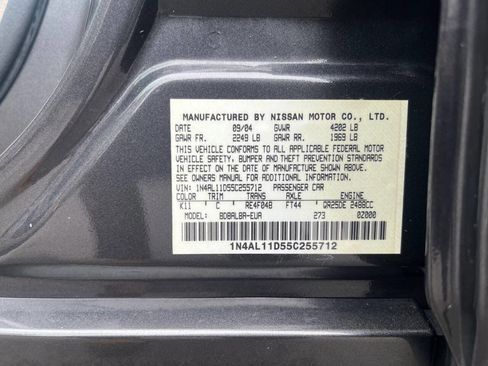 MANUFACTURED BY NISSAN MOTOR CO., LTD.
DATE 09/04 GVWR 4202 LB
GAWR FR. 2249 LB GAWR RR. 1969 LB
THIS VEHICLE CONFORMS TO ALL APPLICABLE FEDERAL MOTOR
VEHICLE SAFETY, BUMPER AND THEFT PREVENTION STANDARDS
IN EFFECT ON THE DATE OF MANUFACTURE SHOWN ABOVE.
SEE OWNERS MANUAL FOR ADDITIONAL INFORMATION.
VIN: 1N4AL11D55C255712 PASSENGER CAR
COLOR TRIM TRANS AXLE ENGINE
K11 C RE4F04B FT44 QR25DE 2488CC
MODEL: BDBALBA-EUA 273 0Z000
1N4AL11D55C255712